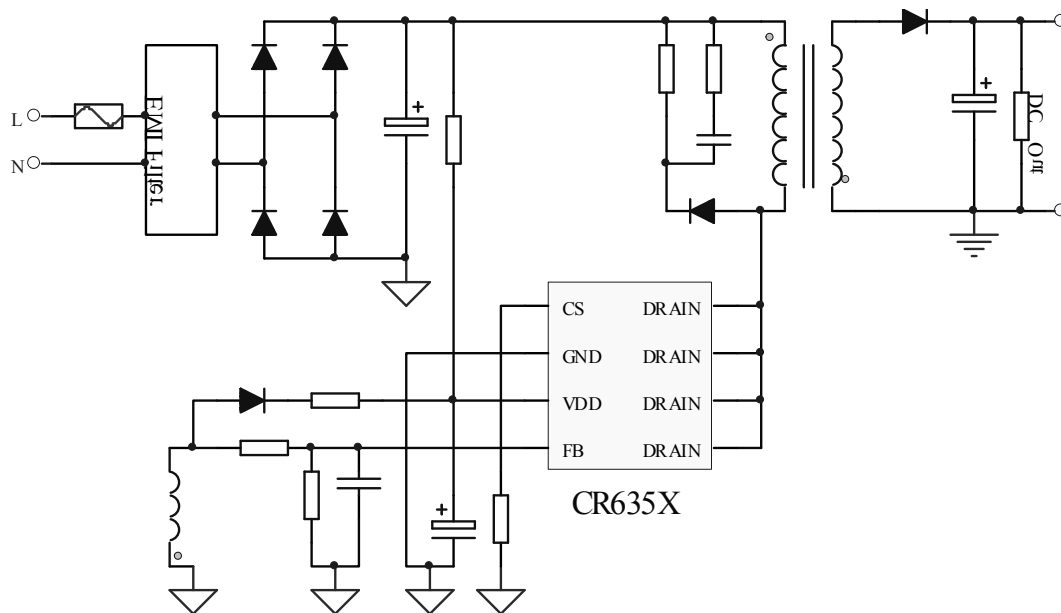 L
N
EMI Filter
+
+
DC Out
CS DRAIN
GND DRAIN
VDD DRAIN
FB DRAIN
+
CR635X